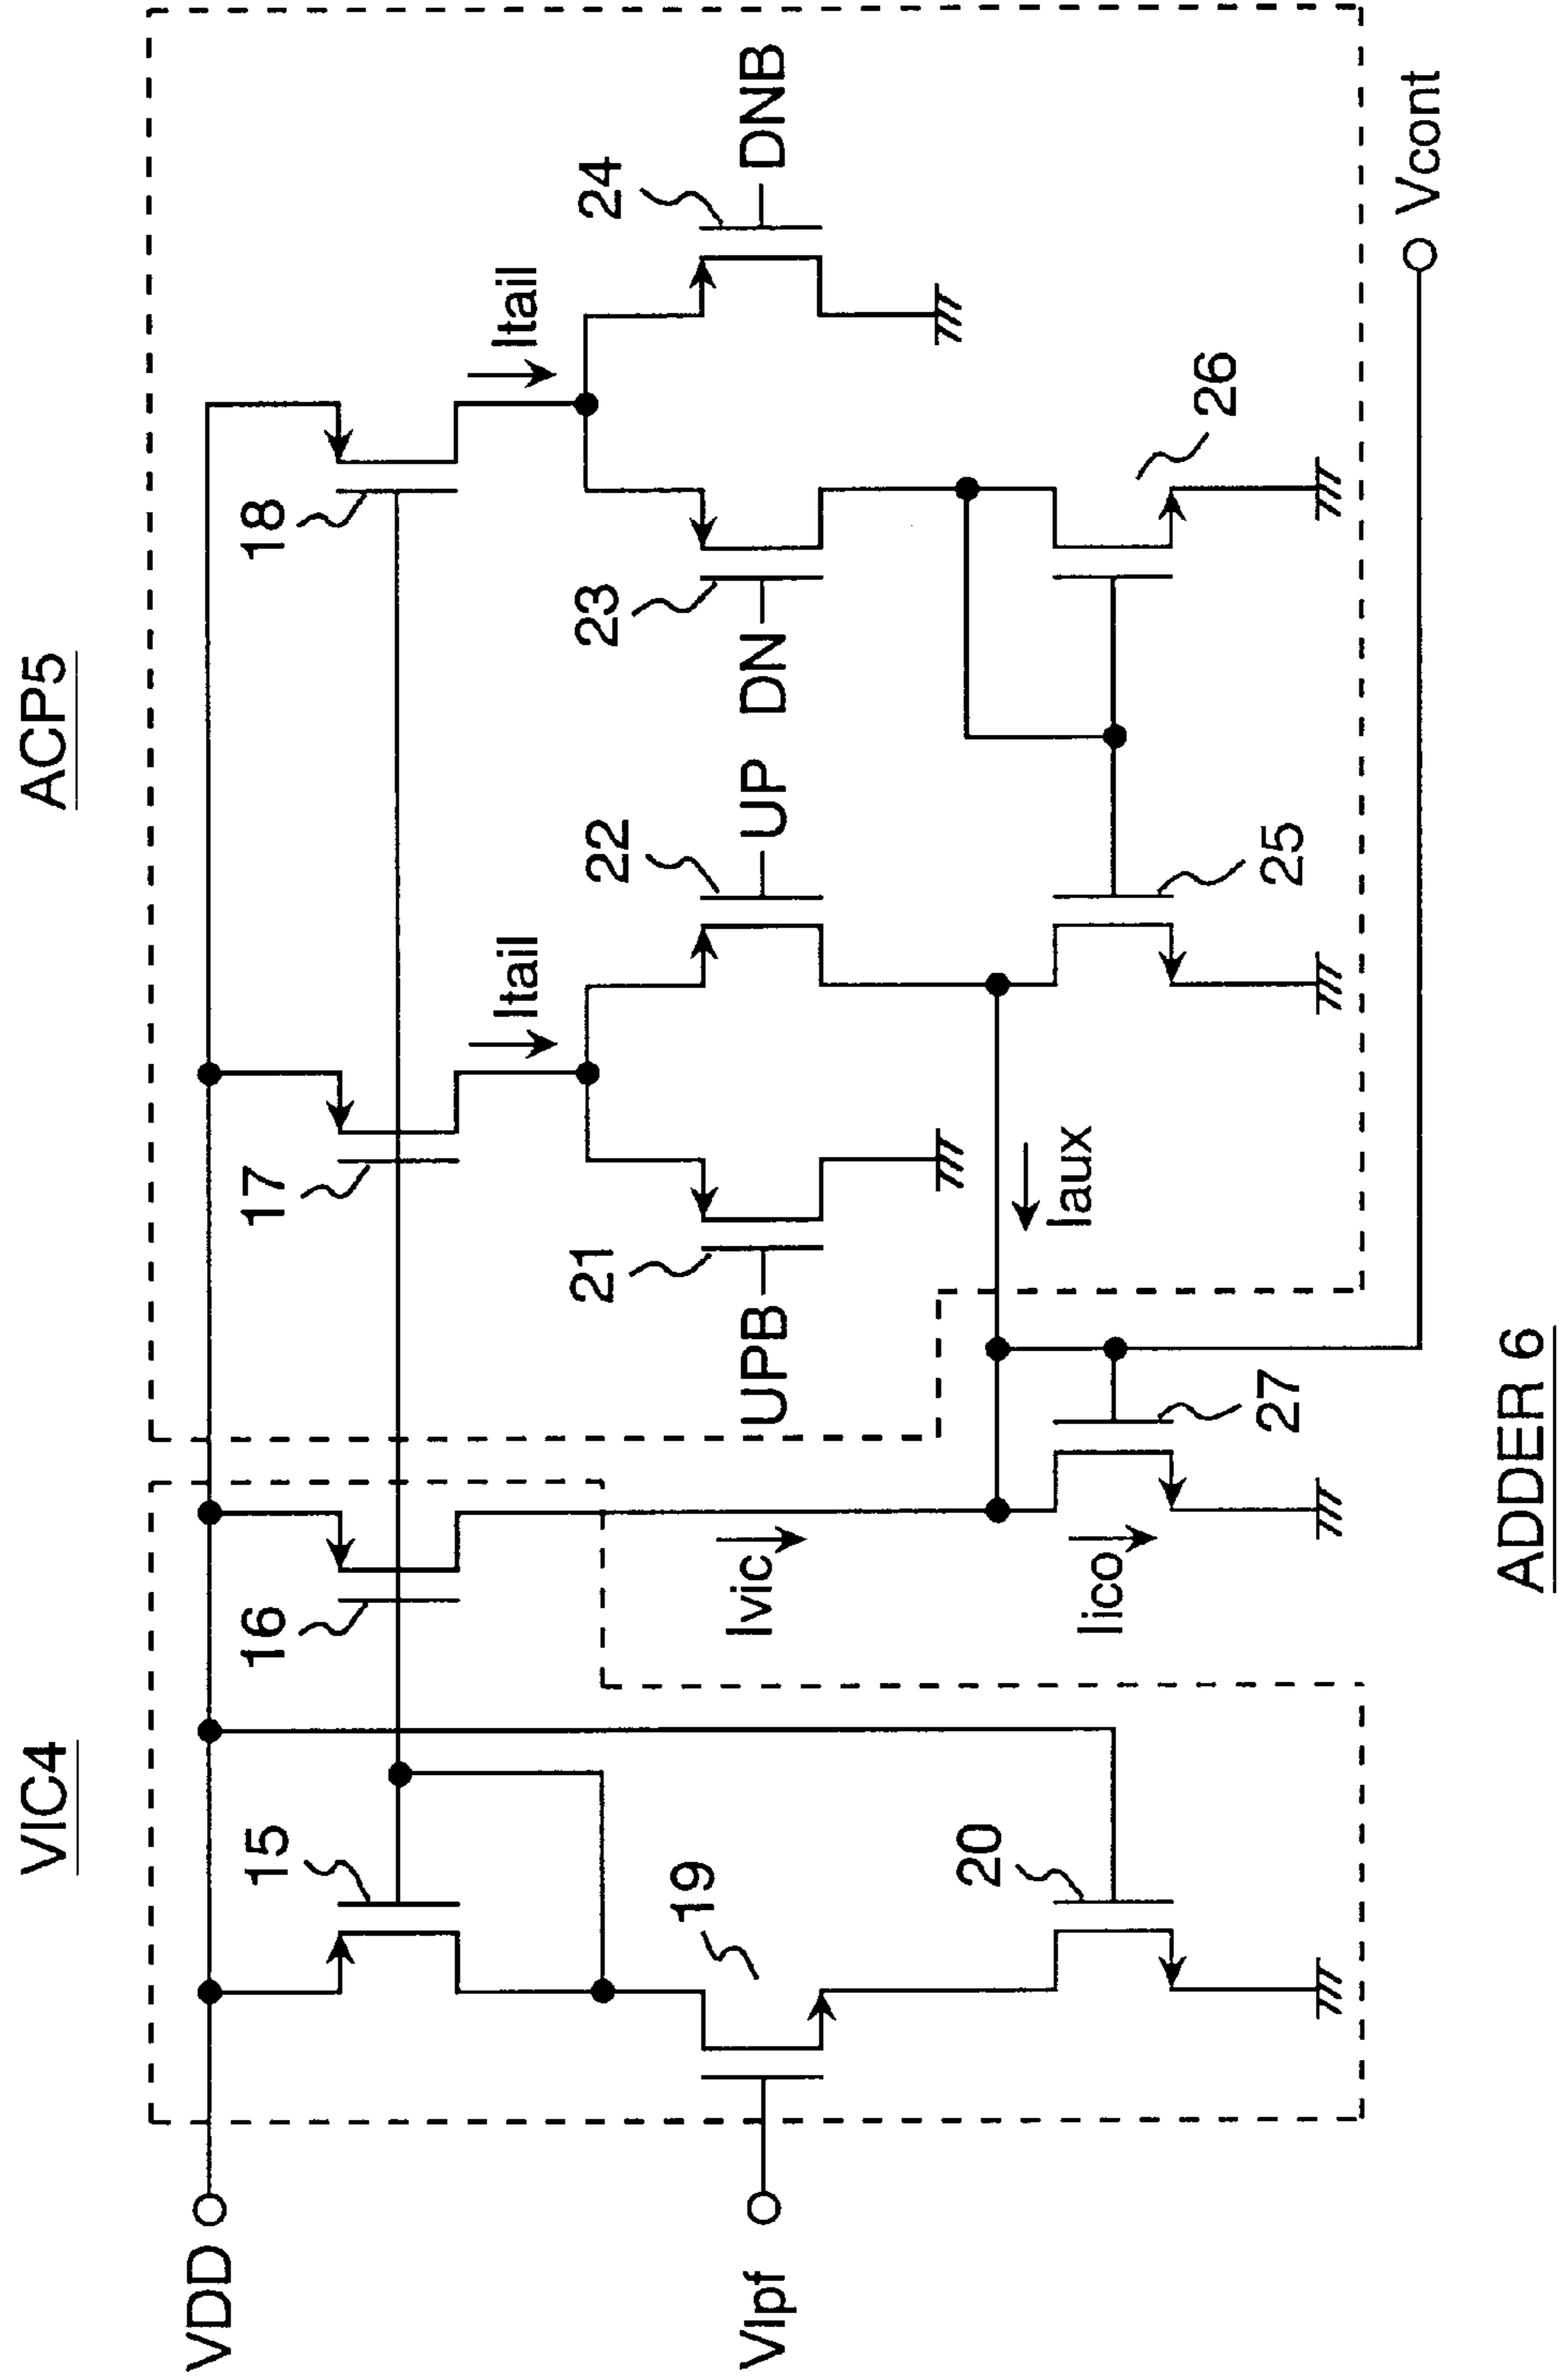 VIC4
ACP5
VDD
15
16
17
18
Itail
Itail
Vlpf
19
20
Ivic
Iico
UPB
21
22
UP
DN
23
24
DNB
Iaux
27
25
26
Vcont
ADDER 6